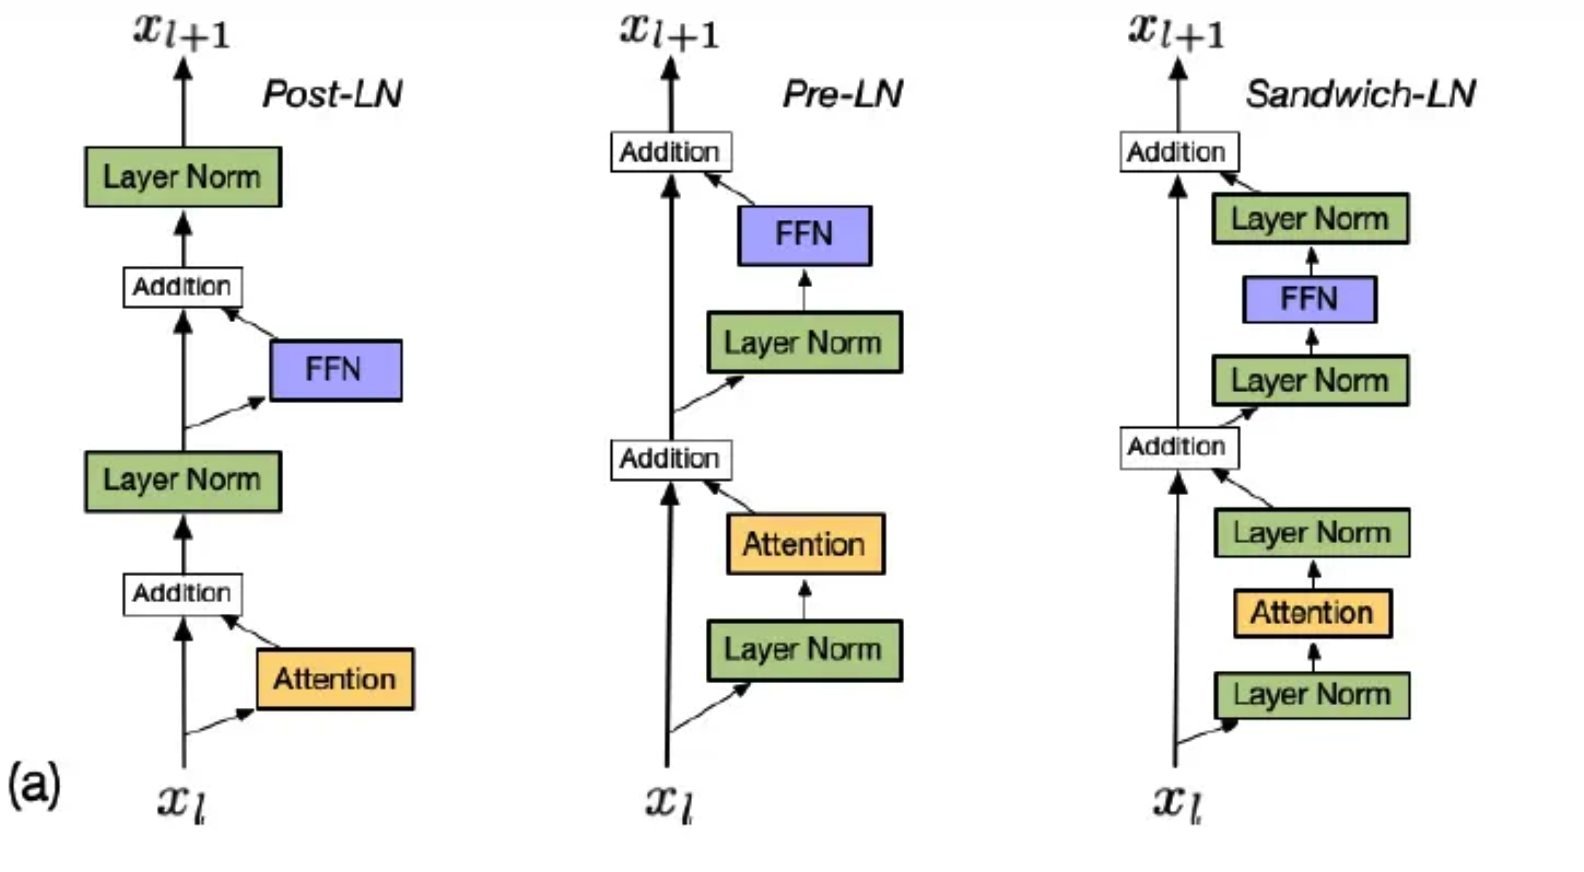 x_{l+1}
Post-LN
Layer Norm
Addition
FFN
Layer Norm
Addition
Attention
x_l
x_{l+1}
Pre-LN
Addition
FFN
Layer Norm
Addition
Attention
Layer Norm
x_l
x_{l+1}
Sandwich-LN
Addition
Layer Norm
FFN
Layer Norm
Addition
Layer Norm
Attention
Layer Norm
x_l
(a)